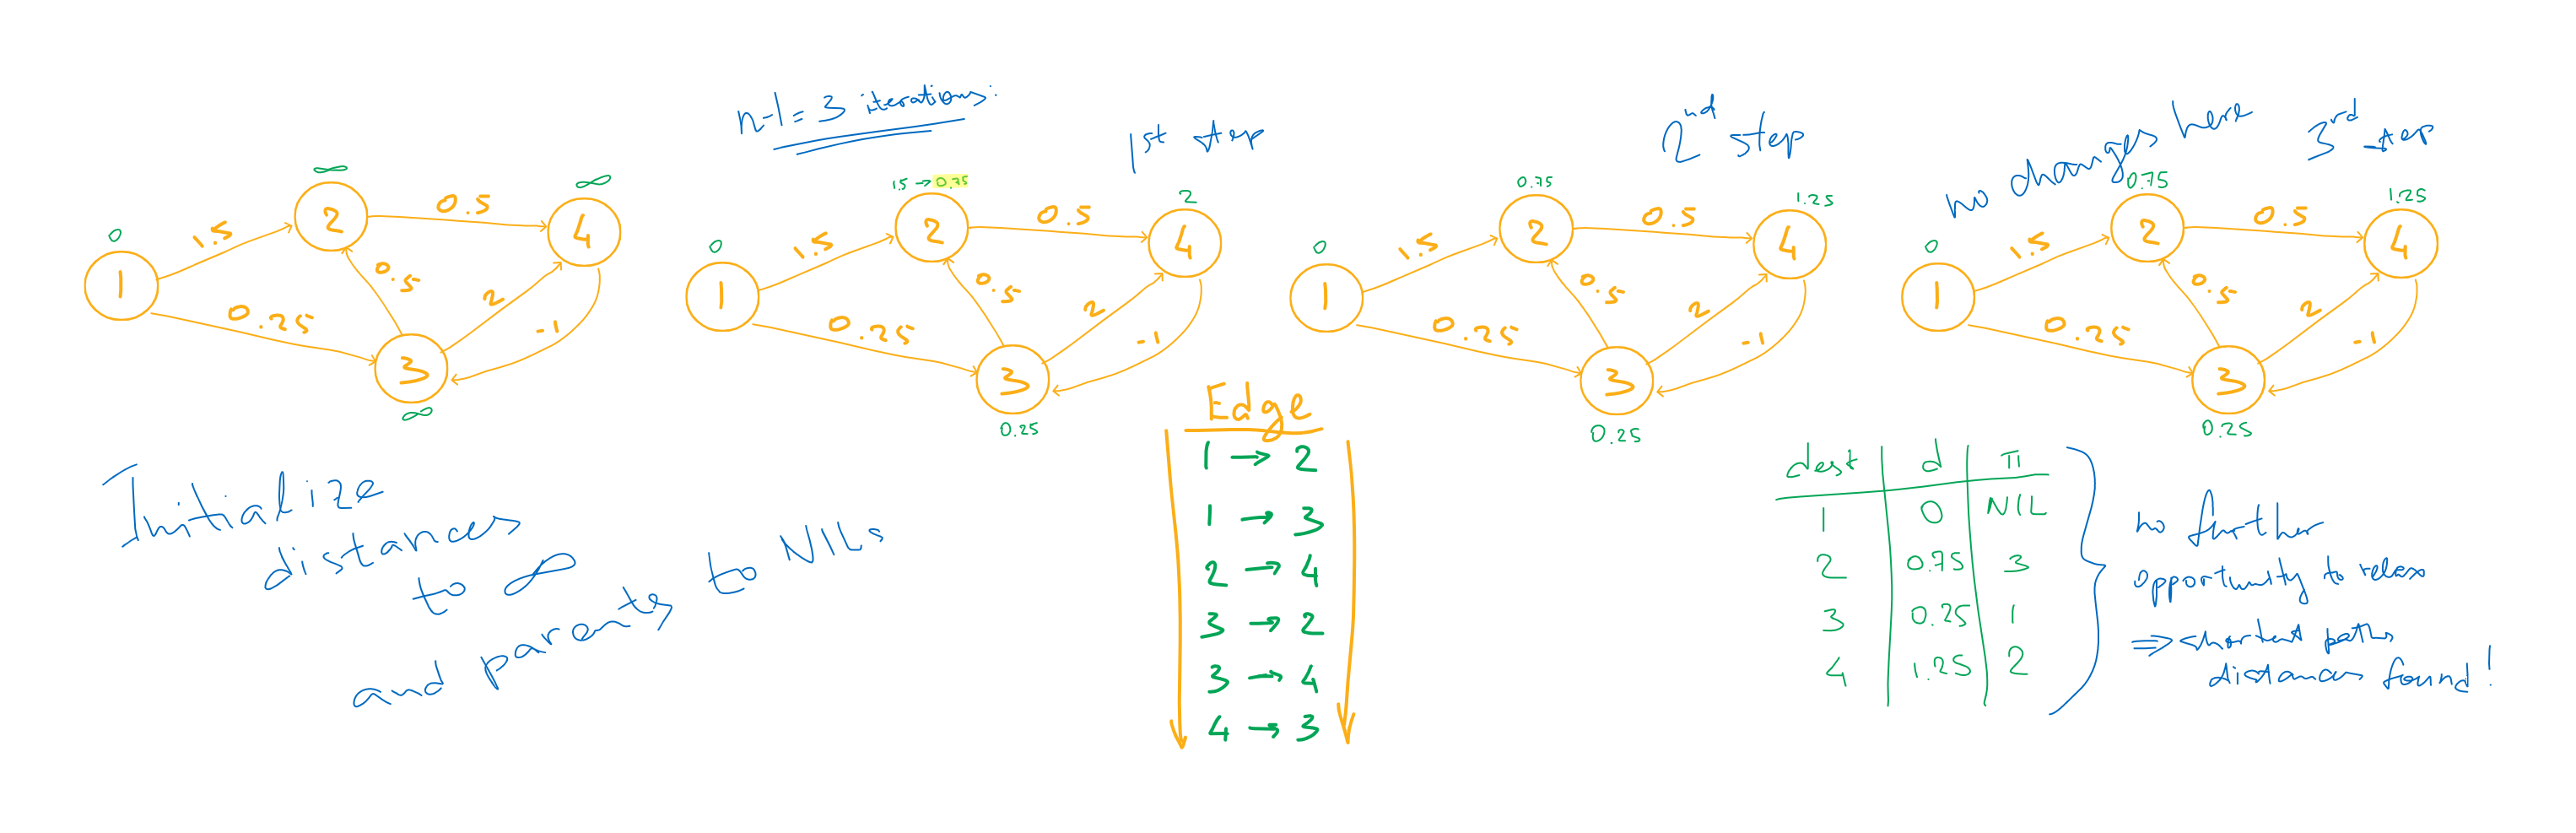 n-1 = 3 iterations:
1st step
2nd step
no changes here
3rd step
∞
∞
0
1
2
3
4
1.5
0.5
0.25
0.5
2
-1
∞
1.5 → 0.75
2
0
1
2
3
4
1.5
0.5
0.25
0.5
2
-1
0.25
0.75
1.25
0
1
2
3
4
1.5
0.5
0.25
0.5
2
-1
0.25
0.75
1.25
0
1
2
3
4
1.5
0.5
0.25
0.5
2
-1
0.25
Initialize
distances
to ∞
and parents to NILs
Edge
1 → 2
1 → 3
2 → 4
3 → 2
3 → 4
4 → 3
dest d π
1 0 NIL
2 0.75 3
3 0.25 1
4 1.25 2
no further
opportunity to relax
⇒ shortest paths
distances found!